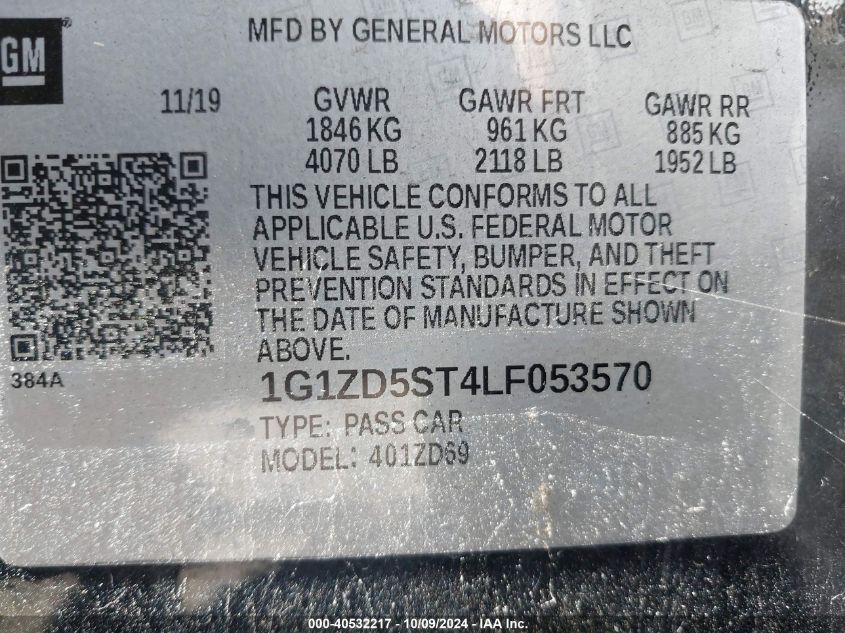 GM
MFD BY GENERAL MOTORS LLC
11/19 GVWR GAWR FRT GAWR RR
1846 KG 961 KG 885 KG
4070 LB 2118 LB 1952 LB
THIS VEHICLE CONFORMS TO ALL
APPLICABLE U.S. FEDERAL MOTOR
VEHICLE SAFETY, BUMPER, AND THEFT
PREVENTION STANDARDS IN EFFECT ON
THE DATE OF MANUFACTURE SHOWN
ABOVE.
384A
1G1ZD5ST4LF053570
TYPE: PASS CAR
MODEL: 401ZD69
000-40532217 - 10/09/2024 - IAA Inc.